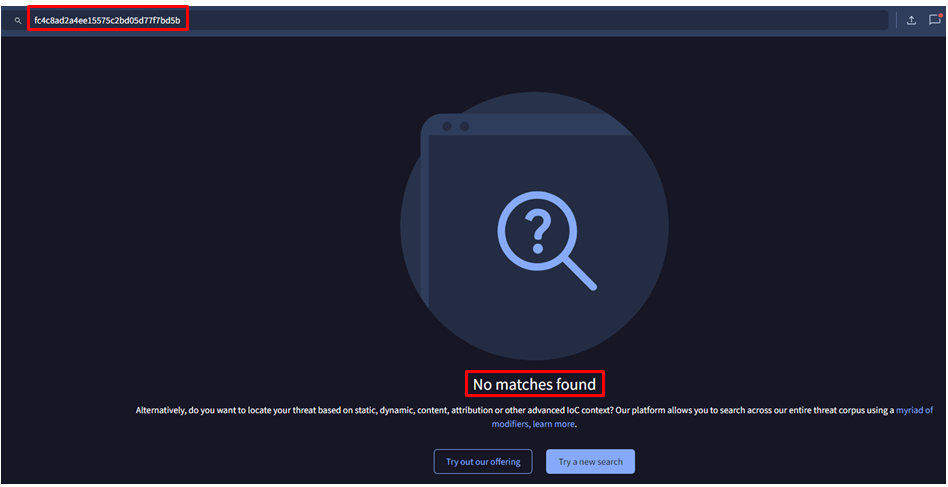 fc4c8ad2a4ee15575c2bd05d77f7bd5b
No matches found
Alternatively, do you want to locate your threat based on static, dynamic, content, attribution or other advanced IoC context? Our platform allows you to search across our entire threat corpus using a myriad of
modifiers, learn more.
Try out our offering
Try a new search